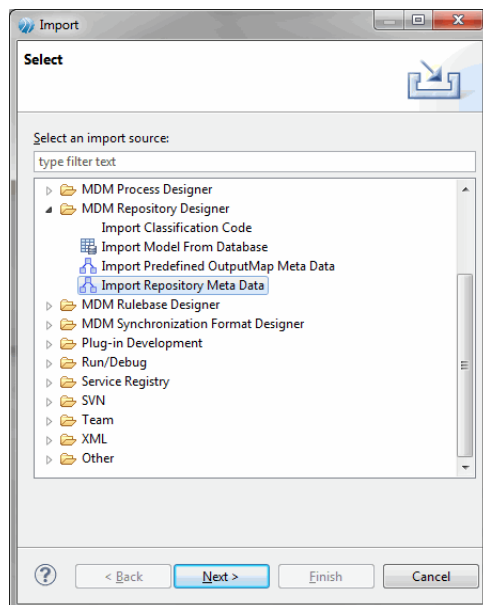 Import
Select
Select an import source:
type filter text
MDM Process Designer
MDM Repository Designer
Import Classification Code
Import Model From Database
Import Predefined OutputMap Meta Data
Import Repository Meta Data
MDM Rulebase Designer
MDM Synchronization Format Designer
Plug-in Development
Run/Debug
Service Registry
SVN
Team
XML
Other
? < Back Next > Finish Cancel